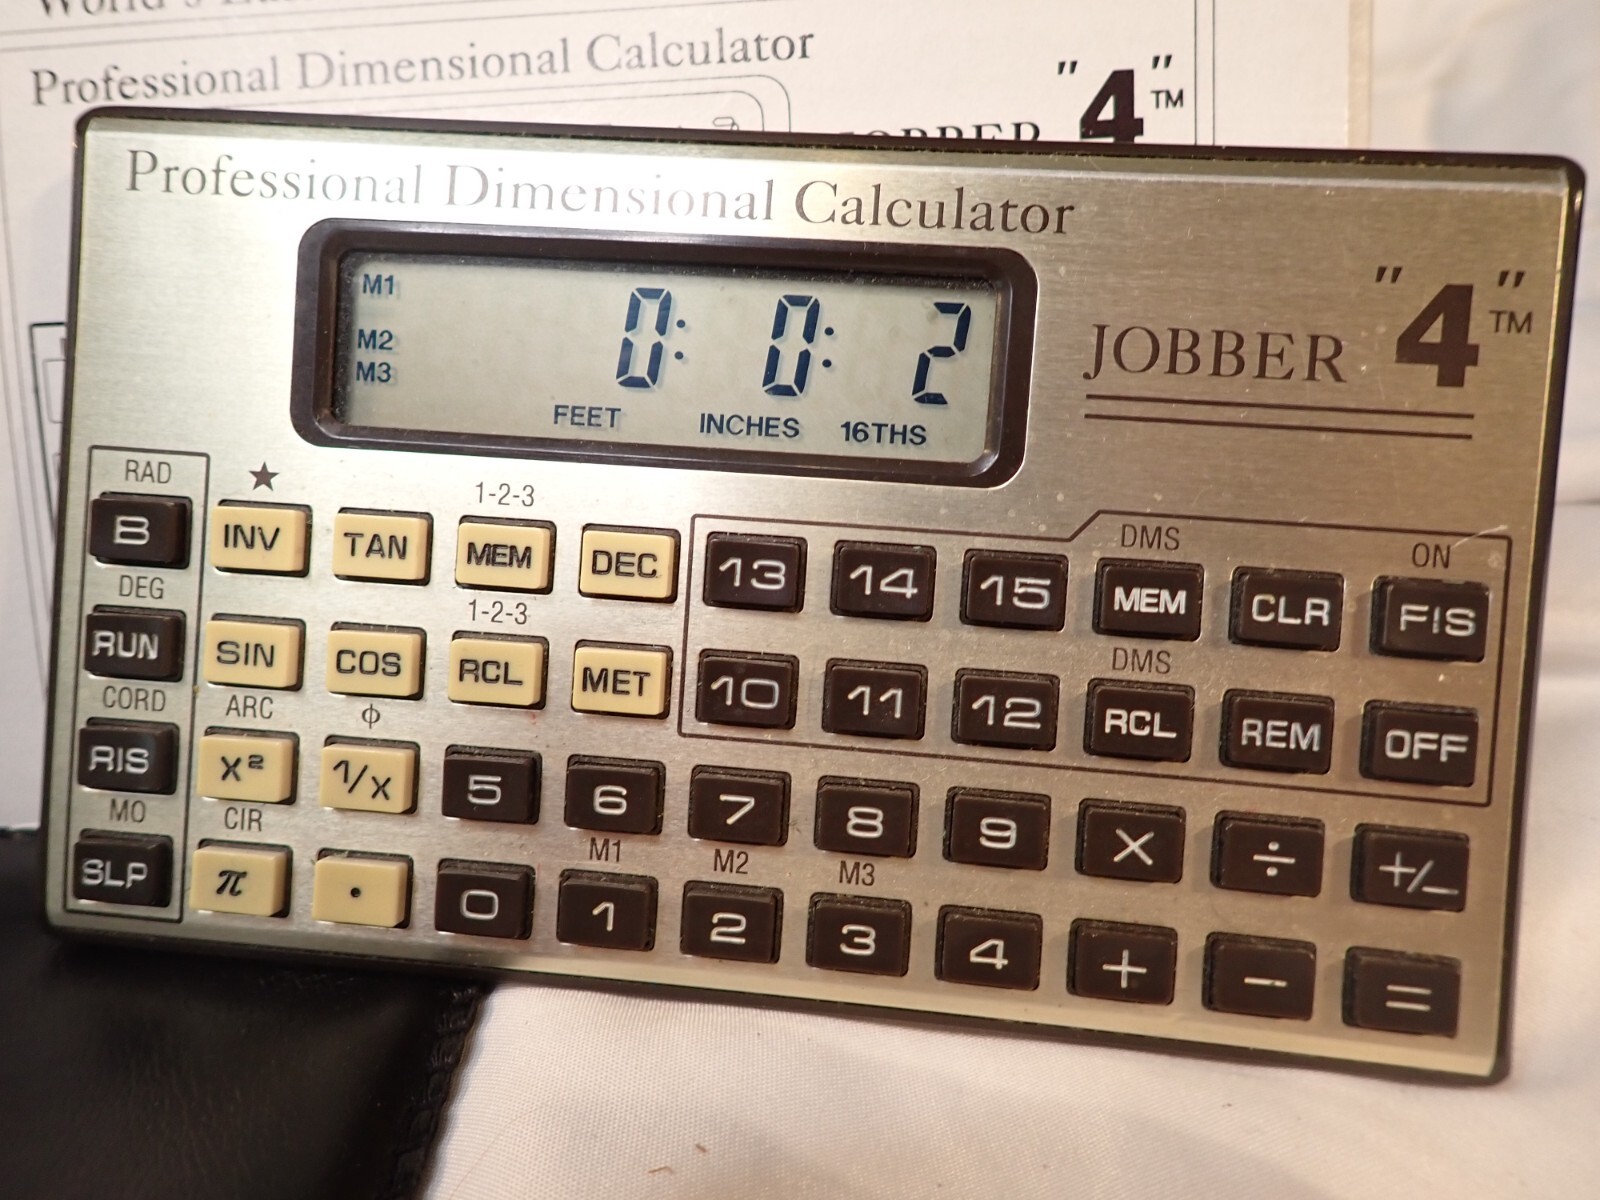 World's
Professional Dimensional Calculator
"4"™
JOBBER
Professional Dimensional Calculator
JOBBER "4"™
M1
M2
M3
0: 0: 2
FEET INCHES 16THS
RAD ★ 1-2-3 DMS ON
B INV TAN MEM DEC 13 14 15 MEM CLR F!S
DEG 1-2-3 DMS
RUN SIN COS RCL MET 10 11 12 RCL REM OFF
CORD ARC ϕ
RIS X² 1/X 5 6 7 8 9 × ÷ +/-
MO CIR M1 M2 M3
SLP π . 0 1 2 3 4 + - =